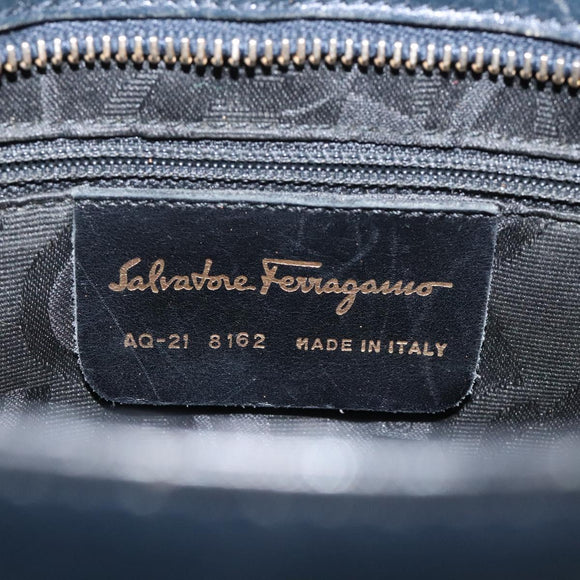 Salvatore Ferragamo
AQ-21 8162 MADE IN ITALY